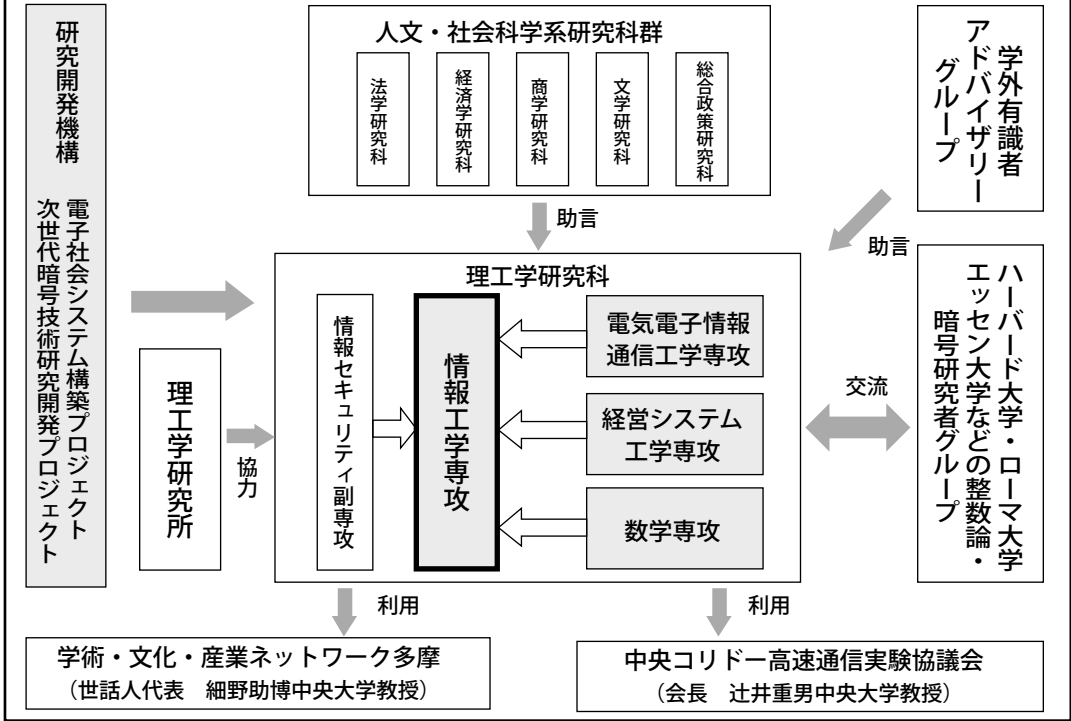 研究開発機構
電子社会システム構築プロジェクト
次世代暗号技術研究開発プロジェクト
人文・社会科学系研究科群
法学研究科
経済学研究科
商学研究科
文学研究科
総合政策研究科
学外有識者
アドバイザリー
グループ
助言
助言
理工学研究科
情報セキュリティ副専攻
情報工学専攻
電気電子情報
通信工学専攻
経営システム
工学専攻
数学専攻
理工学研究所
協力
交流
ハーバード大学・ローマ大学
エッセン大学などの整数論・
暗号研究者グループ
利用
利用
学術・文化・産業ネットワーク多摩
（世話人代表　細野助博中央大学教授）
中央コリドー高速通信実験協議会
（会長　辻井重男中央大学教授）